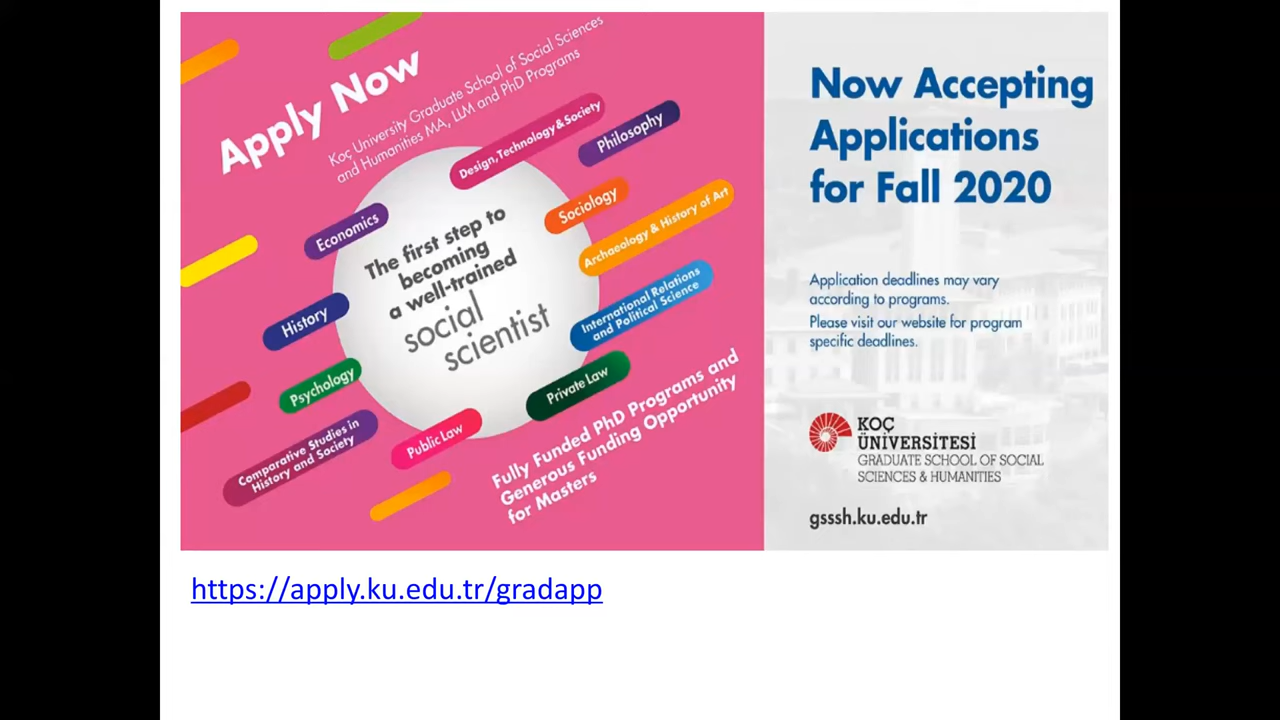 Apply Now
Koç University Graduate School of Social Sciences
and Humanities MA, LLM and PhD Programs
Design, Technology & Society
Philosophy
Economics
Sociology
Archaeology & History of Art
The first step to
becoming
a well-trained
social
scientist
History
International Relations
and Political Science
Psychology
Private Law
Comparative Studies in
History and Society
Public Law
Fully Funded PhD Programs and
Generous Funding Opportunity
for Masters
Now Accepting
Applications
for Fall 2020
Application deadlines may vary
according to programs.
Please visit our website for program
specific deadlines.
KOÇ
ÜNİVERSİTESİ
GRADUATE SCHOOL OF SOCIAL
SCIENCES & HUMANITIES
gsssh.ku.edu.tr
https://apply.ku.edu.tr/gradapp